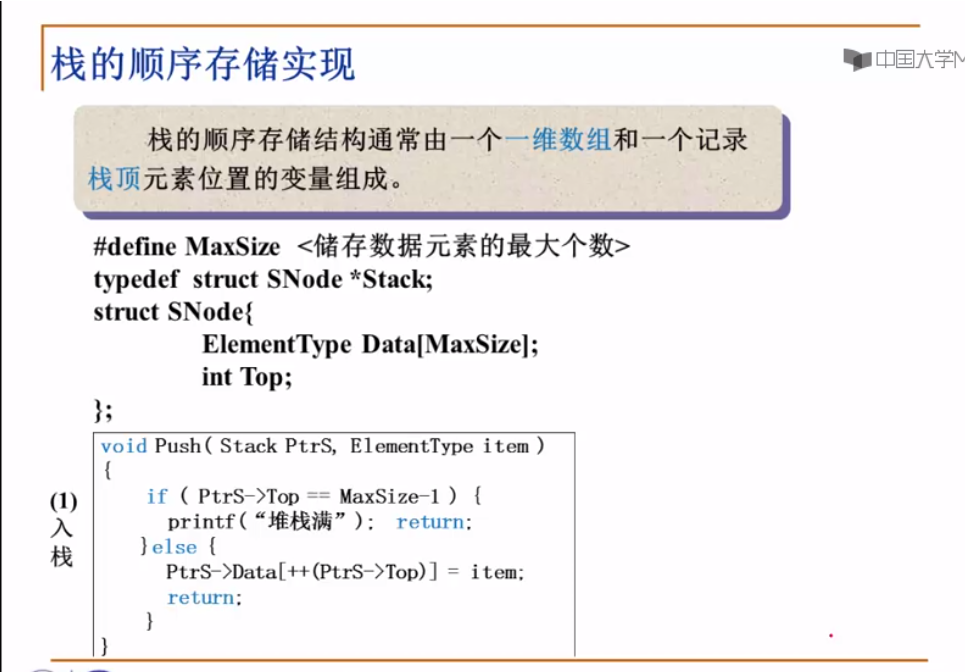 栈的顺序存储实现
中国大学M
栈的顺序存储结构通常由一个一维数组和一个记录
栈顶元素位置的变量组成。
#define MaxSize <储存数据元素的最大个数>
typedef struct SNode *Stack;
struct SNode{
ElementType Data[MaxSize];
int Top;
};
(1)
入
栈
void Push( Stack PtrS, ElementType item )
{
if ( PtrS->Top == MaxSize-1 ) {
printf(“堆栈满”); return;
}else {
PtrS->Data[++(PtrS->Top)] = item;
return;
}
}